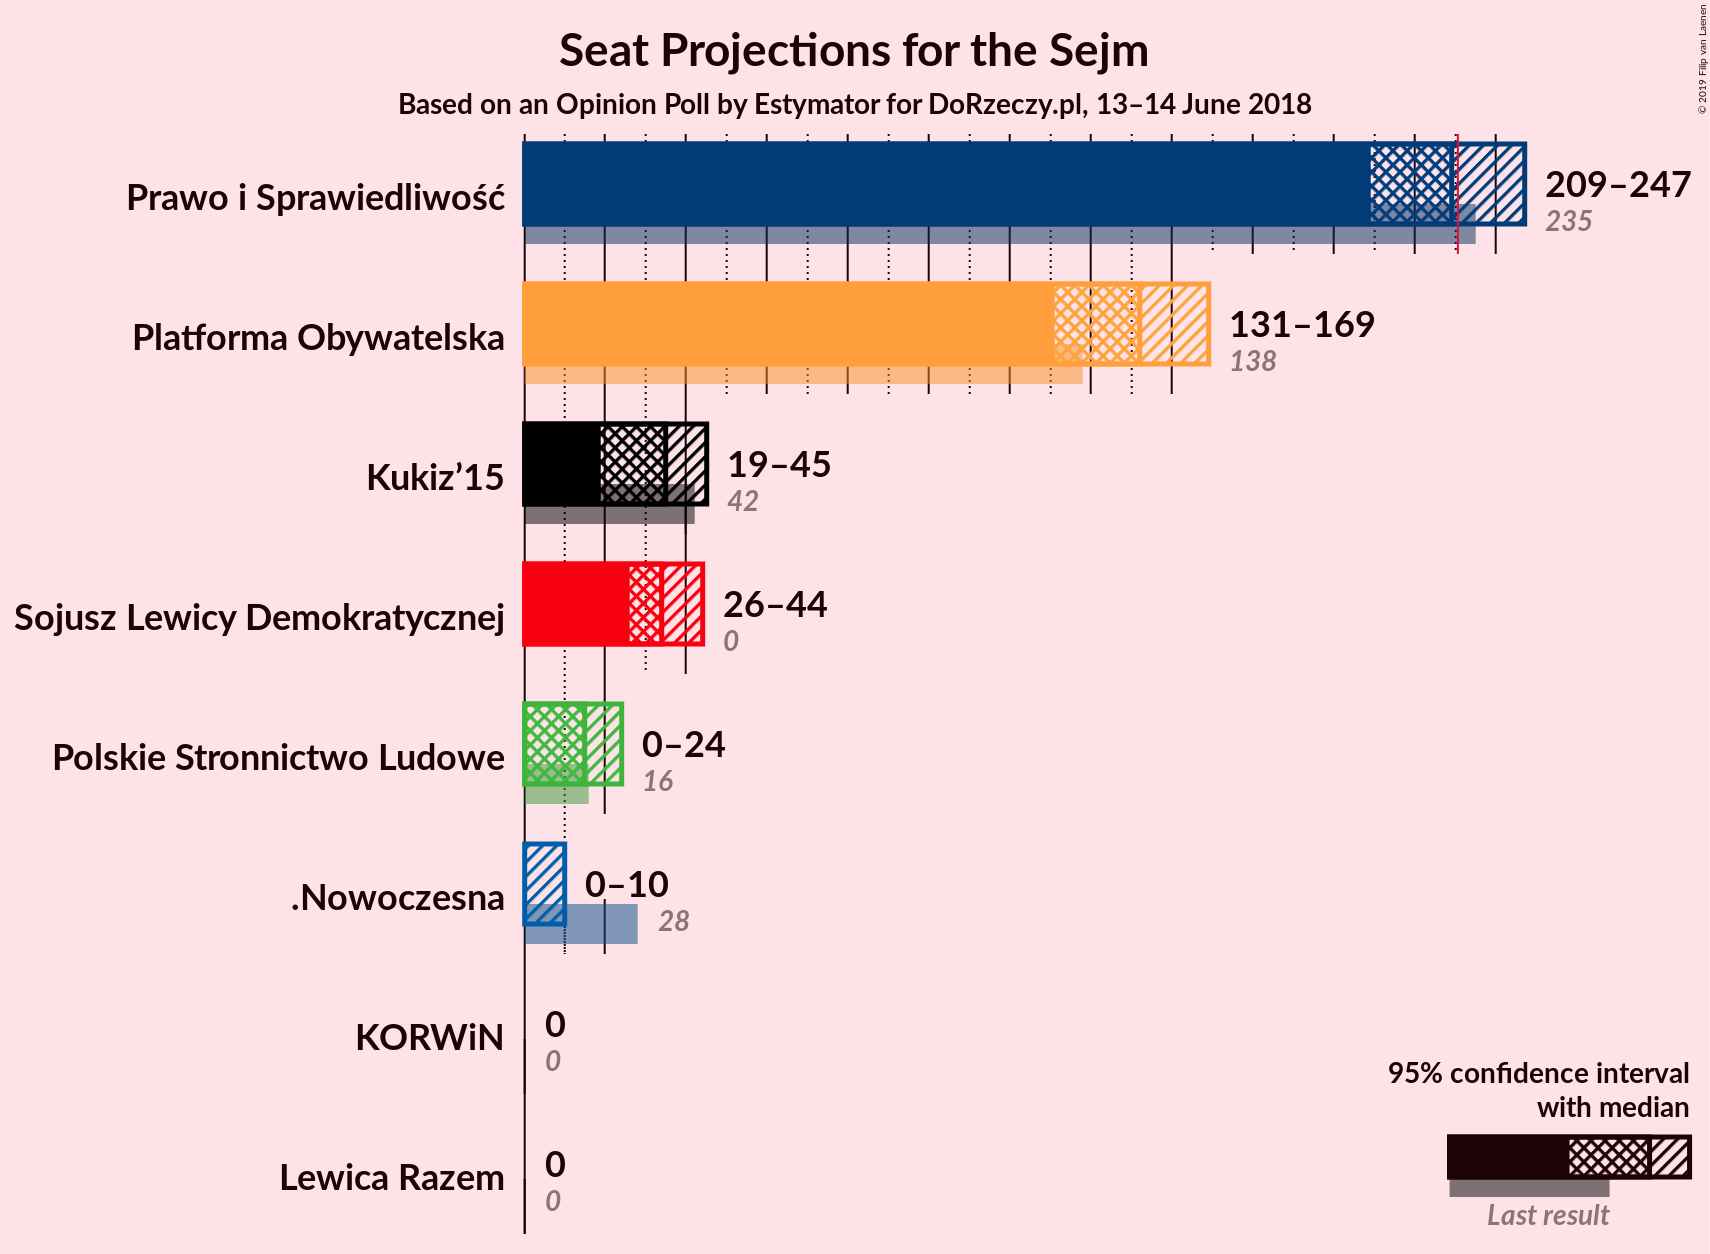 Seat Projections for the Sejm
Based on an Opinion Poll by Estymator for DoRzeczy.pl, 13–14 June 2018
© 2019 Filip van Laenen
Prawo i Sprawiedliwość
209–247
235
Platforma Obywatelska
131–169
138
Kukiz’15
19–45
42
Sojusz Lewicy Demokratycznej
26–44
0
Polskie Stronnictwo Ludowe
0–24
16
.Nowoczesna
0–10
28
KORWiN
0
0
Lewica Razem
0
0
95% confidence interval
with median
Last result